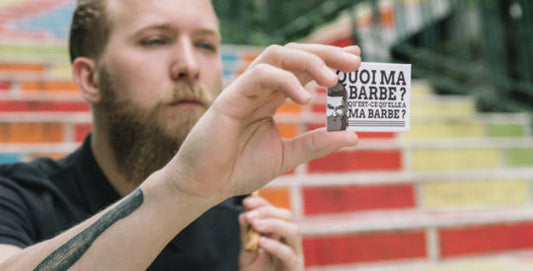 QUOI MA
BARBE ?
QU'EST-CE QU'ELLE A
MA BARBE ?